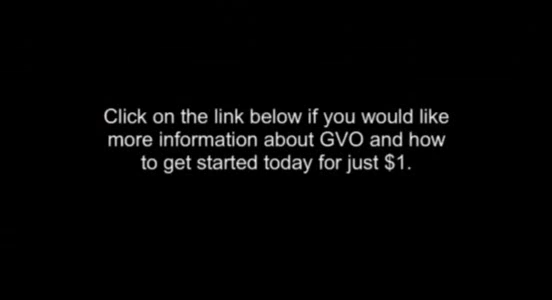 Click on the link below if you would like
more information about GVO and how
to get started today for just $1.